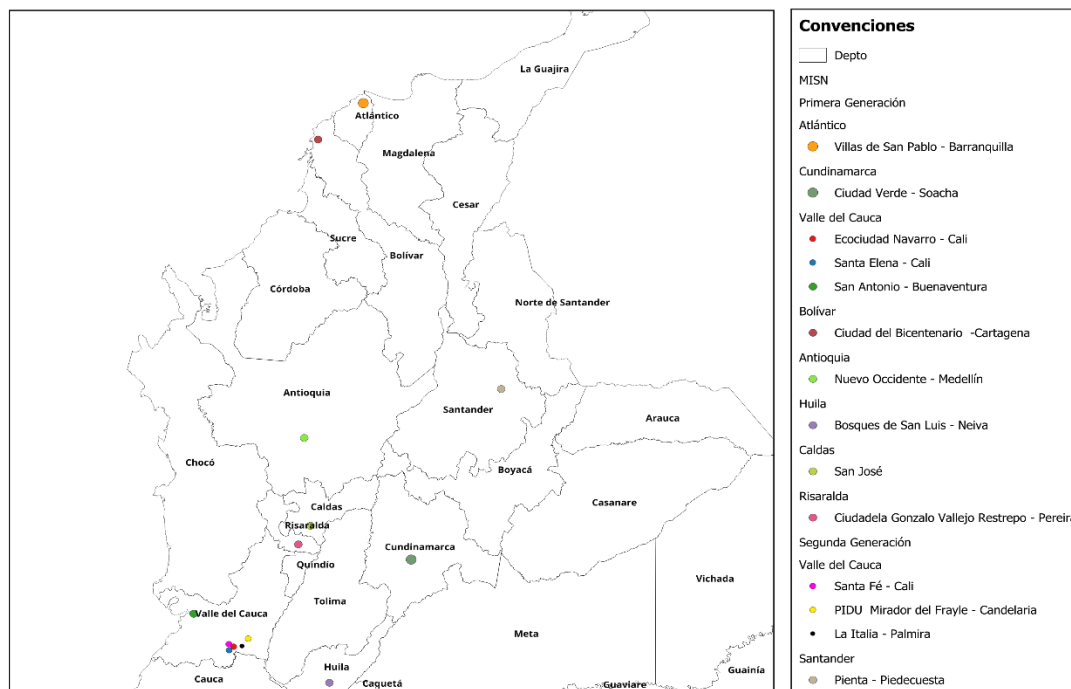 La Guajira
Atlántico
Magdalena
Cesar
Sucre
Bolívar
Córdoba
Norte de Santander
Antioquia
Santander
Arauca
Chocó
Boyacá
Casanare
Caldas
Risaralda
Cundinamarca
Quindío
Vichada
Tolima
Valle del Cauca
Meta
Huila
Cauca
Caquetá
Guaviare
Guainía
Convenciones
Depto
MISN
Primera Generación
Atlántico
Villas de San Pablo - Barranquilla
Cundinamarca
Ciudad Verde - Soacha
Valle del Cauca
Ecociudad Navarro - Cali
Santa Elena - Cali
San Antonio - Buenaventura
Bolívar
Ciudad del Bicentenario -Cartagena
Antioquia
Nuevo Occidente - Medellín
Huila
Bosques de San Luis - Neiva
Caldas
San José
Risaralda
Ciudadela Gonzalo Vallejo Restrepo - Pereira
Segunda Generación
Valle del Cauca
Santa Fé - Cali
PIDU Mirador del Frayle - Candelaria
La Italia - Palmira
Santander
Pienta - Piedecuesta